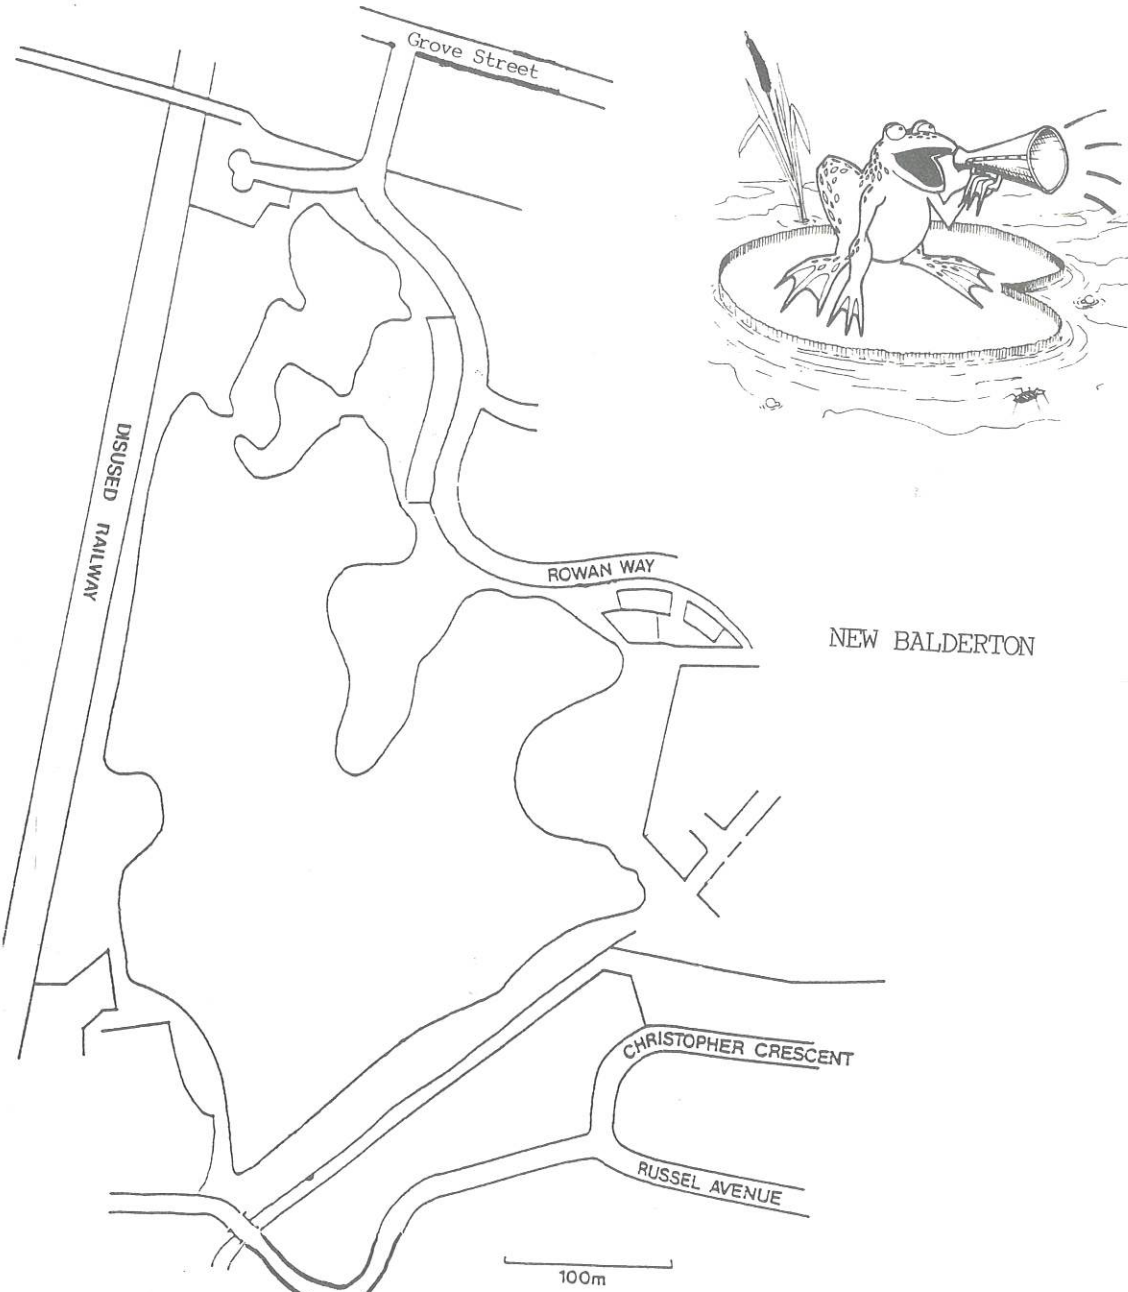 Grove Street
DISUSED RAILWAY
ROWAN WAY
NEW BALDERTON
CHRISTOPHER CRESCENT
RUSSEL AVENUE
100m